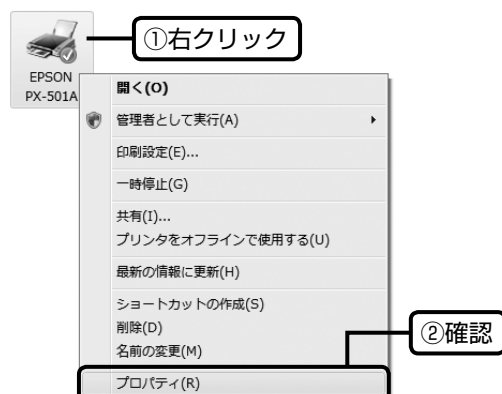 ①右クリック
EPSON
PX-501A
開く(O)
管理者として実行(A)
印刷設定(E)...
一時停止(G)
共有(I)...
プリンタをオフラインで使用する(U)
最新の情報に更新(H)
ショートカットの作成(S)
削除(D)
名前の変更(M)
②確認
プロパティ(R)